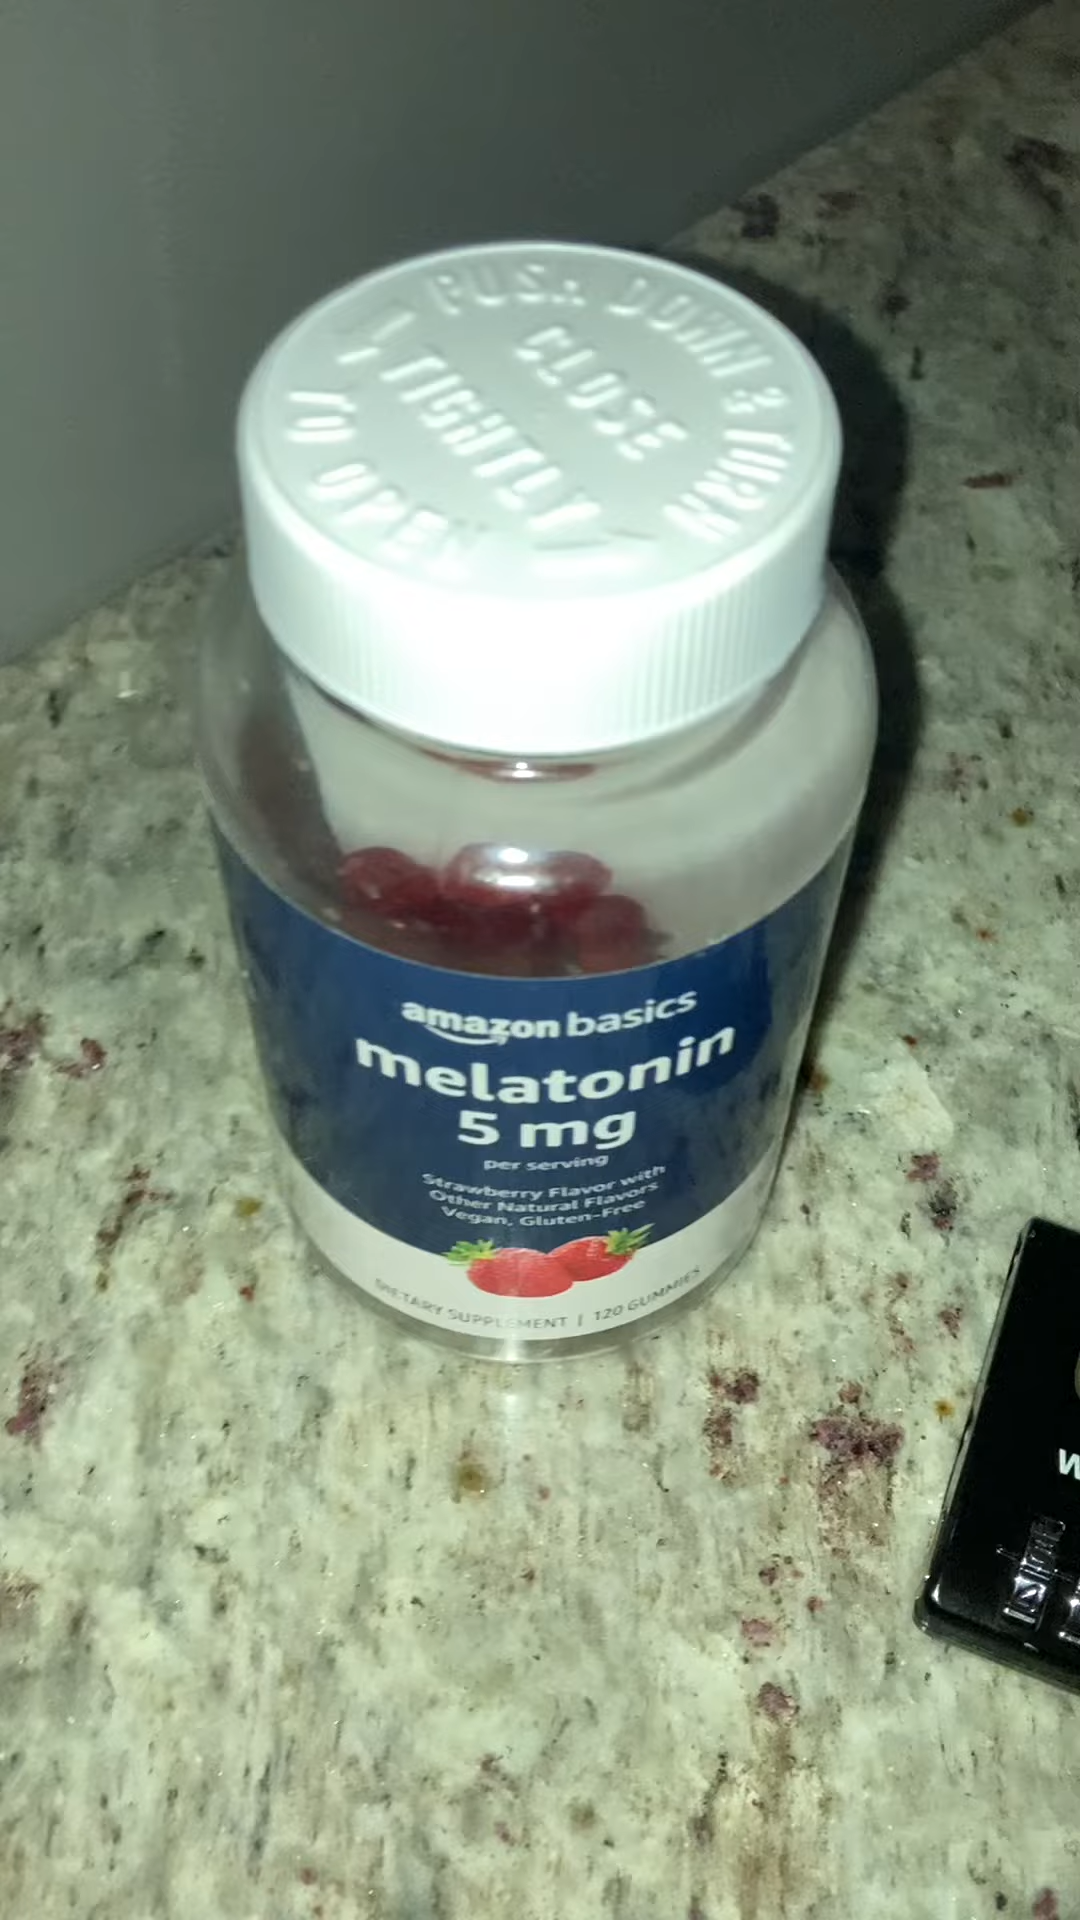 PUSH DOWN & TURN
TO OPEN
CLOSE
TIGHTLY
amazon basics
melatonin
5 mg
per serving
Strawberry Flavor with
Other Natural Flavors
Vegan, Gluten-Free
DIETARY SUPPLEMENT | 120 GUMMIES